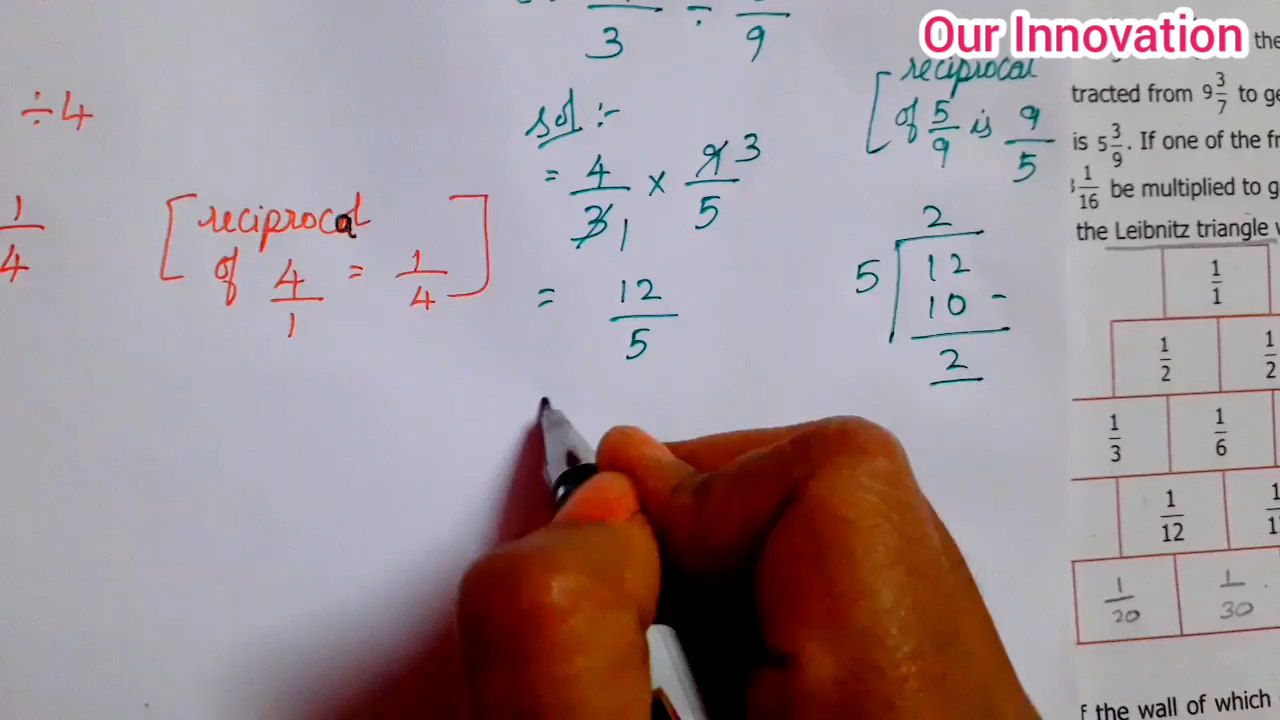 Our Innovation
÷4
1/4
[reciprocal
of 4/1 = 1/4]
3 ÷ 9
sol :-
= 4/3 1 × 9 3/5
= 12/5
[reciprocal
of 5/9 is 9/5
2
5 12
10 -
2
the
tracted from 9 3/7 to ge
is 5 3/9. If one of the fr
1/16 be multiplied to g
the Leibnitz triangle
1/1
1/2 1/2
1/3 1/6
1/12
1/20 1/30
f the wall of which